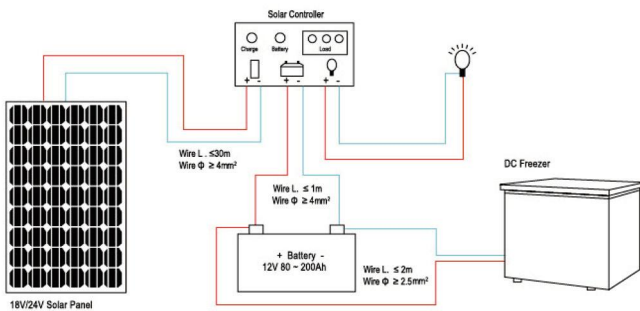 Solar Controller
Charge Battery Load
+ - + - + -
Wire L . ≤30m
Wire Φ ≥ 4mm²
Wire L. ≤ 1m
Wire Φ ≥ 4mm²
DC Freezer
+ Battery -
12V 80 ~ 200Ah
Wire L. ≤ 2m
Wire Φ ≥ 2.5mm²
18V/24V Solar Panel